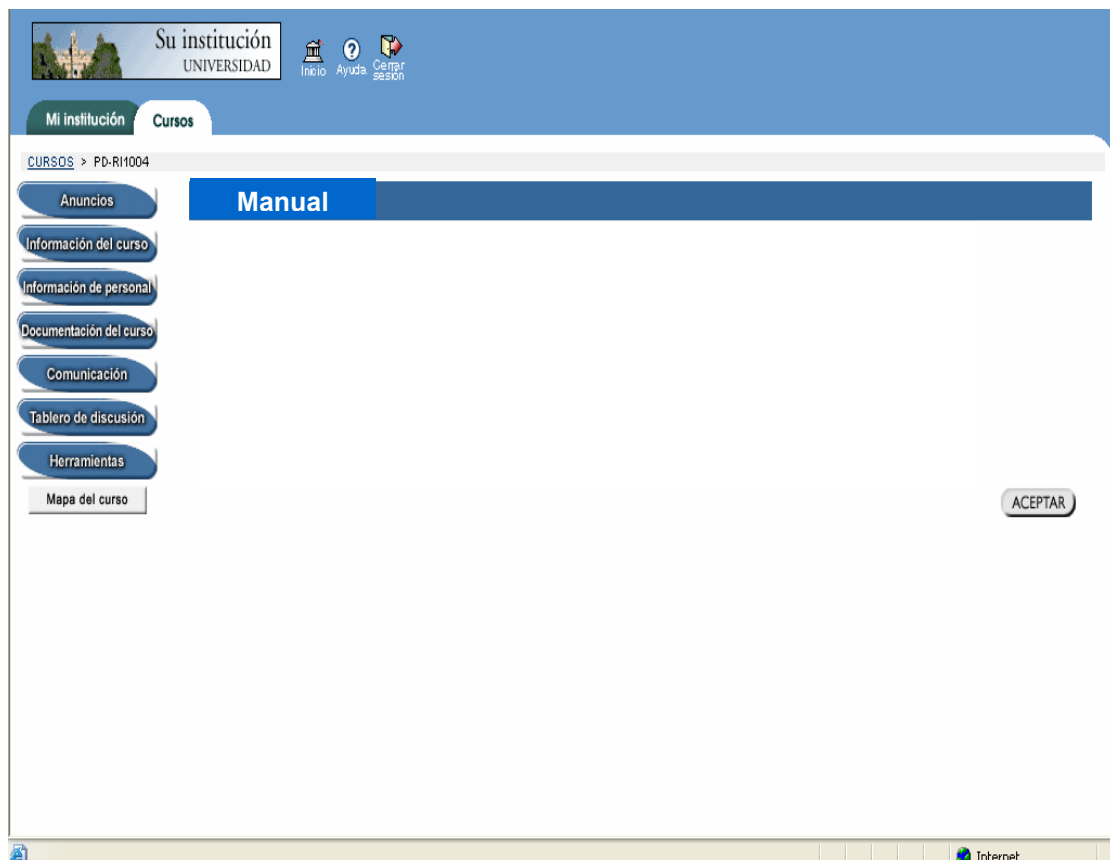 Su institución
UNIVERSIDAD
Inicio
Ayuda
Cerrar
sesión
Mi institución
Cursos
CURSOS > PD-RI1004
Anuncios
Manual
Información del curso
Información de personal
Documentación del curso
Comunicación
Tablero de discusión
Herramientas
Mapa del curso
ACEPTAR
Internet